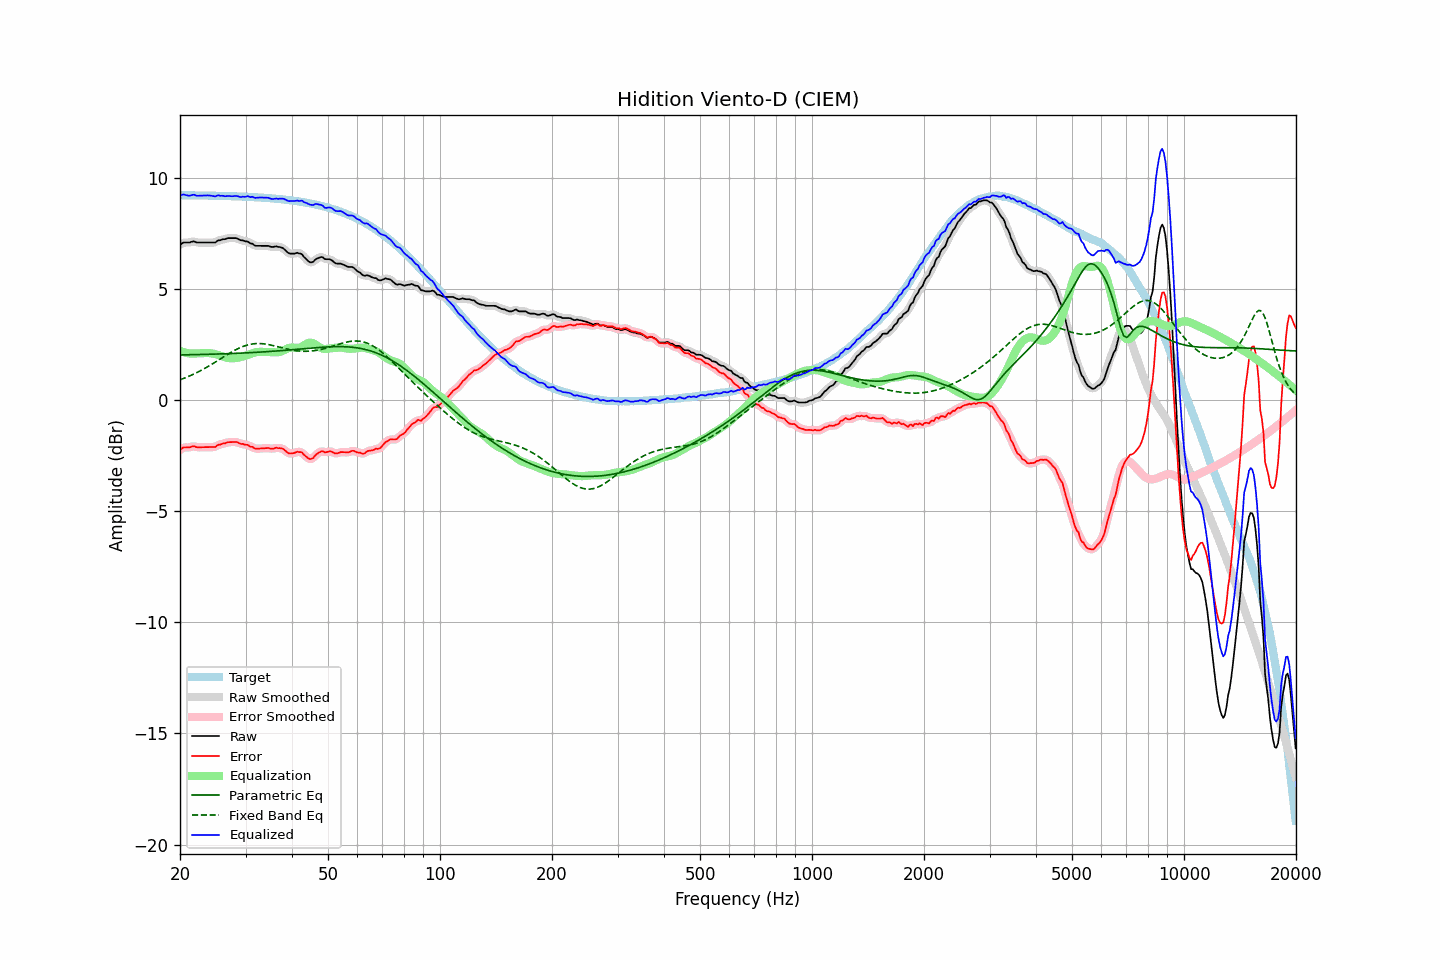 Hidition Viento-D (CIEM)
Amplitude (dBr)
10
5
0
−5
−10
−15
−20
Target
Raw Smoothed
Error Smoothed
Raw
Error
Equalization
Parametric Eq
Fixed Band Eq
Equalized
20 50 100 200 500 1000 2000 5000 10000 20000
Frequency (Hz)